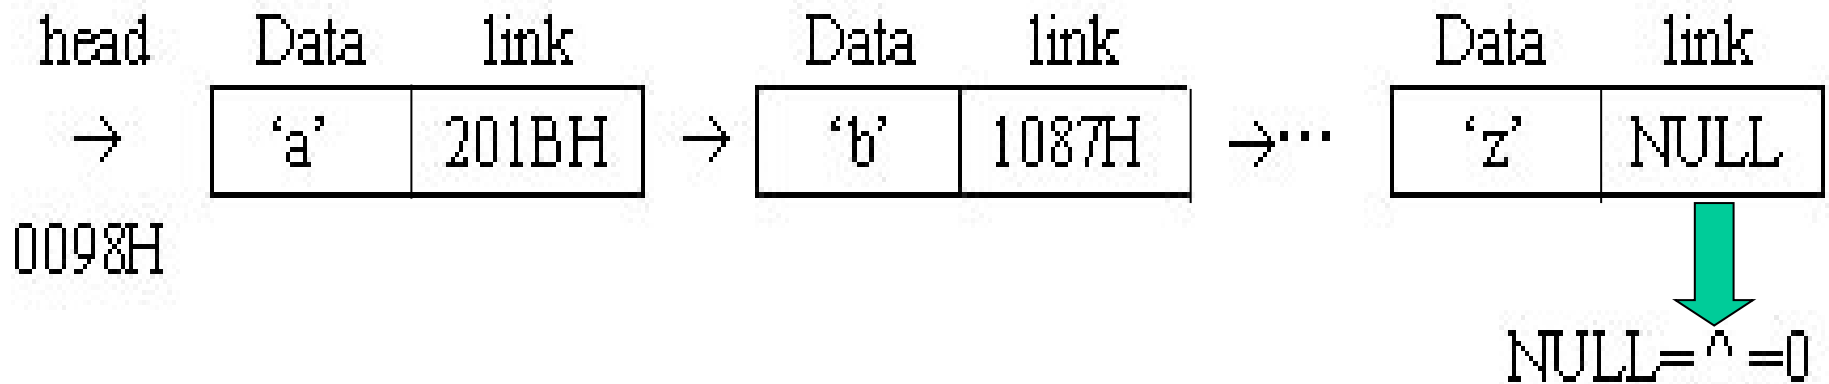 head Data link Data link Data link
→ ‘a’ 201BH → ‘b’ 1087H →··· ‘z’ NULL
0098H
NULL=^=0